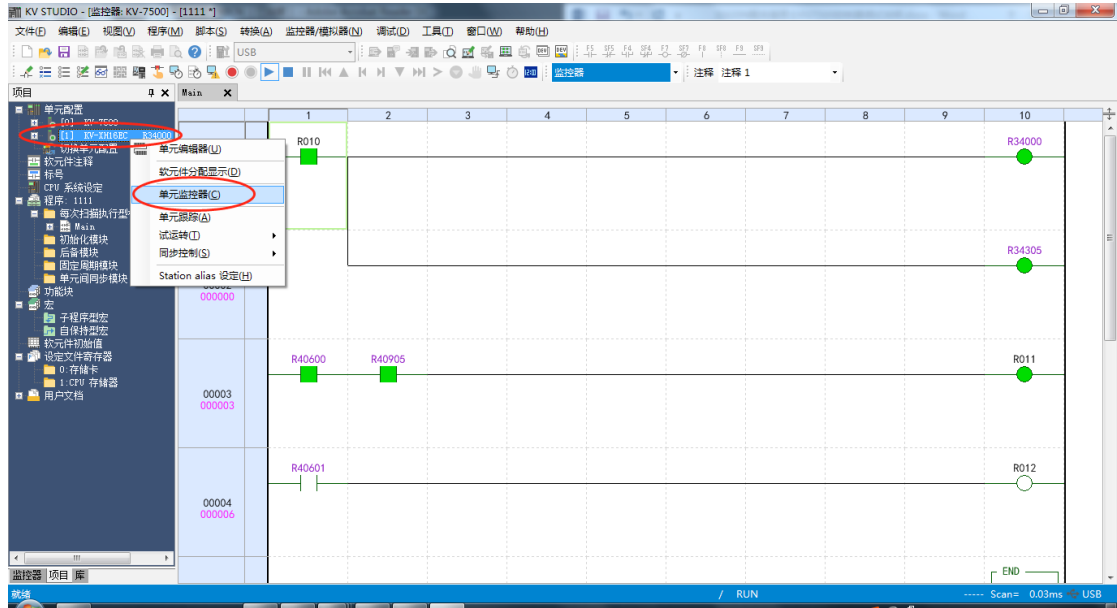 KV STUDIO - [监控器: KV-7500] - [1111 *]
文件(F) 编辑(E) 视图(V) 程序(M) 脚本(S) 转换(A) 监控器/模拟器(N) 调试(D) 工具(T) 窗口(W) 帮助(H)
USB F5 SF5 F4 SF4 F7 SF7 F8 SF8 F9 SF9
监控器 注释 注释 1
项目 Main
单元配置
[0] KV-7500
[1] KV-XH16EC R34000
切换单元配置
软元件注释
标号
CPU 系统设定
程序: 1111
每次扫描执行型
Main
初始化模块
后备模块
固定周期模块
单元间同步模块
功能块
宏
子程序型宏
自保持型宏
软元件初始值
设定文件寄存器
0:存储卡
1:CPU 存储器
用户文档
监控器 项目 库
单元编辑器(U)
软元件分配显示(D)
单元监控器(C)
单元跟踪(A)
试运转(T)
同步控制(S)
Station alias 设定(H)
1 2 3 4 5 6 7 8 9 10
R010 R34000
R34305
00002
000000
R40600 R40905 R011
00003
000003
R40601 R012
00004
000006
END
就绪 / RUN ----- Scan= 0.03ms USB